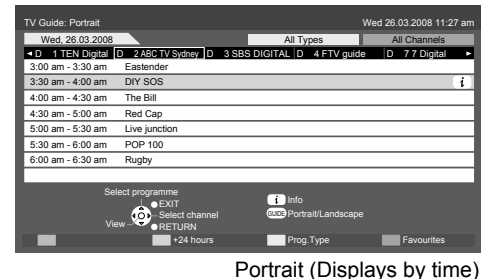 TV Guide: Portrait Wed 26.03.2008 11:27 am
Wed, 26.03.2008 All Types All Channels
◄ D 1 TEN Digital D 2 ABC TV Sydney D 3 SBS DIGITAL D 4 FTV guide D 7 7 Digital ►
3:00 am - 3:30 am Eastender
3:30 am - 4:00 am DIY SOS i
4:00 am - 4:30 am The Bill
4:30 am - 5:00 am Red Cap
5:00 am - 5:30 am Live junction
5:30 am - 6:00 am POP 100
6:00 am - 6:30 am Rugby
Select programme
EXIT
Select channel
View
RETURN
i Info
GUIDE Portrait/Landscape
+24 hours Prog.Type Favourites
Portrait (Displays by time)